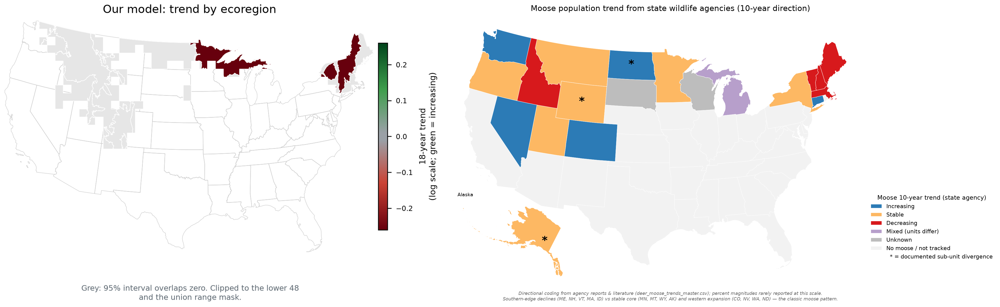 Our model: trend by ecoregion
0.2
0.1
0.0
−0.1
−0.2
18-year trend
(log scale; green = increasing)
Grey: 95% interval overlaps zero. Clipped to the lower 48
and the union range mask.
Moose population trend from state wildlife agencies (10-year direction)
*
*
Alaska
*
Moose 10-year trend (state agency)
Increasing
Stable
Decreasing
Mixed (units differ)
Unknown
No moose / not tracked
* = documented sub-unit divergence
Directional coding from agency reports & literature (deer_moose_trends_master.csv); percent magnitudes rarely reported at this scale.
Southern-edge declines (ME, NH, VT, MA, ID) vs stable core (MN, MT, WY, AK) and western expansion (CO, NV, WA, ND) — the classic moose pattern.